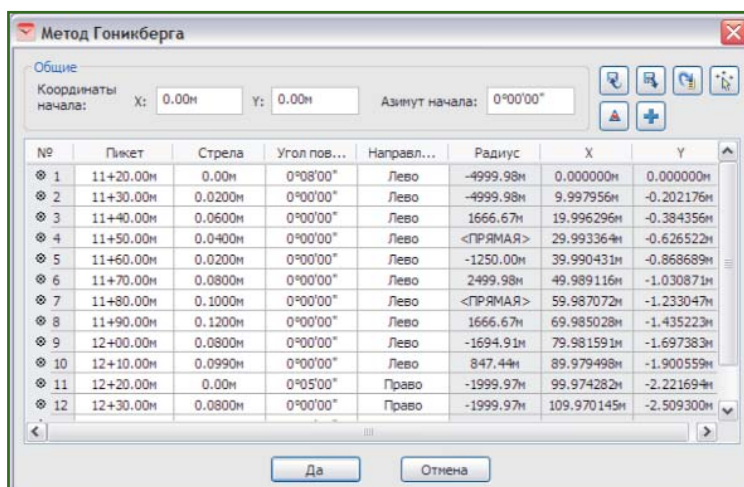 Метод Гоникберга
Общие
Координаты начала: X: 0.00м Y: 0.00м Азимут начала: 0°00'00"
№ Пикет Стрела Угол пов... Направл... Радиус X Y
1 11+20.00м 0.00м 0°08'00" Лево -4999.98м 0.000000м 0.000000м
2 11+30.00м 0.0200м 0°00'00" Лево -4999.98м 9.997956м -0.202176м
3 11+40.00м 0.0600м 0°00'00" Лево 1666.67м 19.996296м -0.384356м
4 11+50.00м 0.0400м 0°00'00" Лево <ПРЯМАЯ> 29.993364м -0.626522м
5 11+60.00м 0.0200м 0°00'00" Лево -1250.00м 39.990431м -0.868689м
6 11+70.00м 0.0800м 0°00'00" Лево 2499.98м 49.989116м -1.030871м
7 11+80.00м 0.1000м 0°00'00" Лево <ПРЯМАЯ> 59.987072м -1.233047м
8 11+90.00м 0.1200м 0°00'00" Лево 1666.67м 69.985028м -1.435223м
9 12+00.00м 0.0800м 0°00'00" Лево -1694.91м 79.981591м -1.697383м
10 12+10.00м 0.0990м 0°00'00" Лево 847.44м 89.979498м -1.900559м
11 12+20.00м 0.00м 0°05'00" Право -1999.97м 99.974282м -2.221694м
12 12+30.00м 0.0800м 0°00'00" Право -1999.97м 109.970145м -2.509300м
Да Отмена